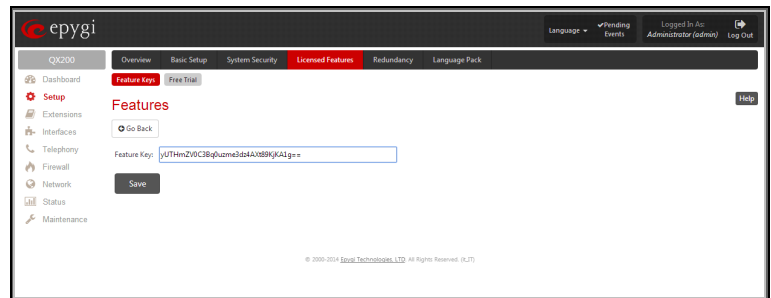 epygi
Language
Pending Events
Logged In As:
Administrator (admin)
Log Out
QX200
Overview Basic Setup System Security Licensed Features Redundancy Language Pack
Dashboard
Setup
Extensions
Interfaces
Telephony
Firewall
Network
Status
Maintenance
Feature Keys Free Trial
Features
Help
Go Back
Feature Key: yUTHmZV0C3Bq0uzme3dz4AXt89KjKA1g==
Save
© 2000-2014 Epygi Technologies, LTD. All Rights Reserved. (it_IT)